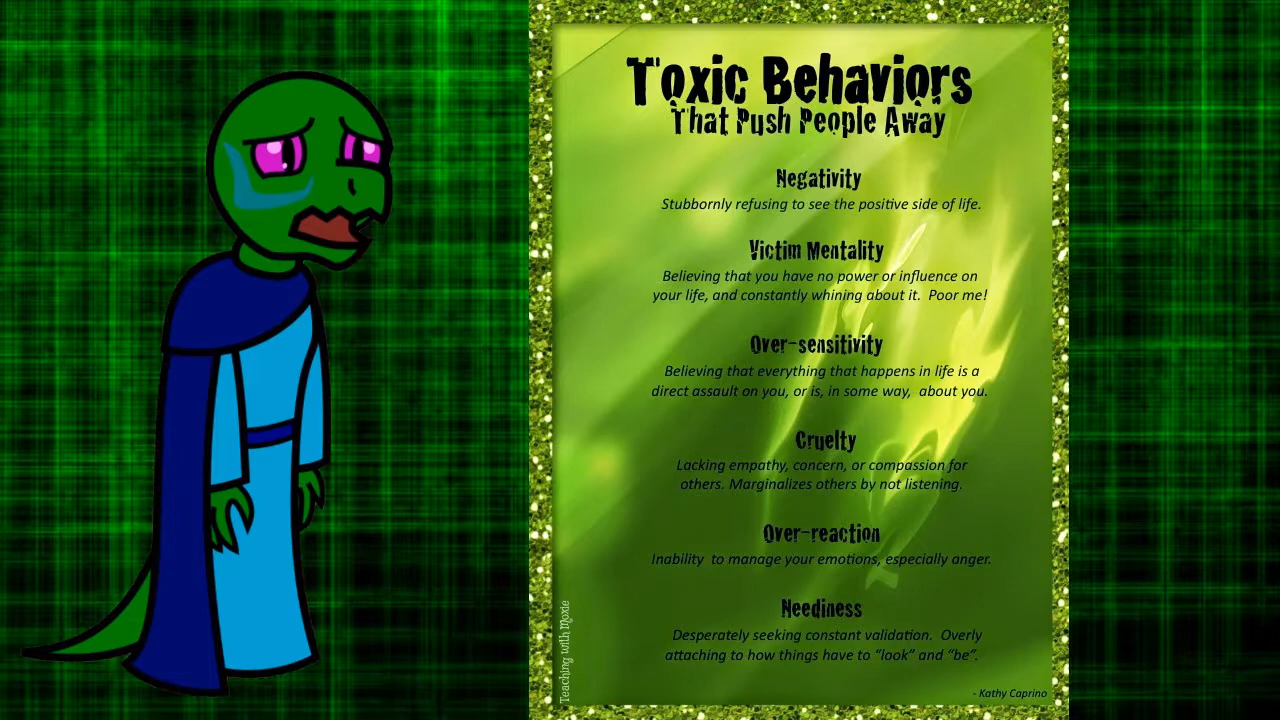 Toxic Behaviors
That Push People Away
Negativity
Stubbornly refusing to see the positive side of life.
Victim Mentality
Believing that you have no power or influence on
your life, and constantly whining about it.  Poor me!
Over-sensitivity
Believing that everything that happens in life is a
direct assault on you, or is, in some way,  about you.
Cruelty
Lacking empathy, concern, or compassion for
others. Marginalizes others by not listening.
Over-reaction
Inability  to manage your emotions, especially anger.
Neediness
Desperately seeking constant validation.  Overly
attaching to how things have to “look” and “be”.
- Kathy Caprino
Teaching with Moxie